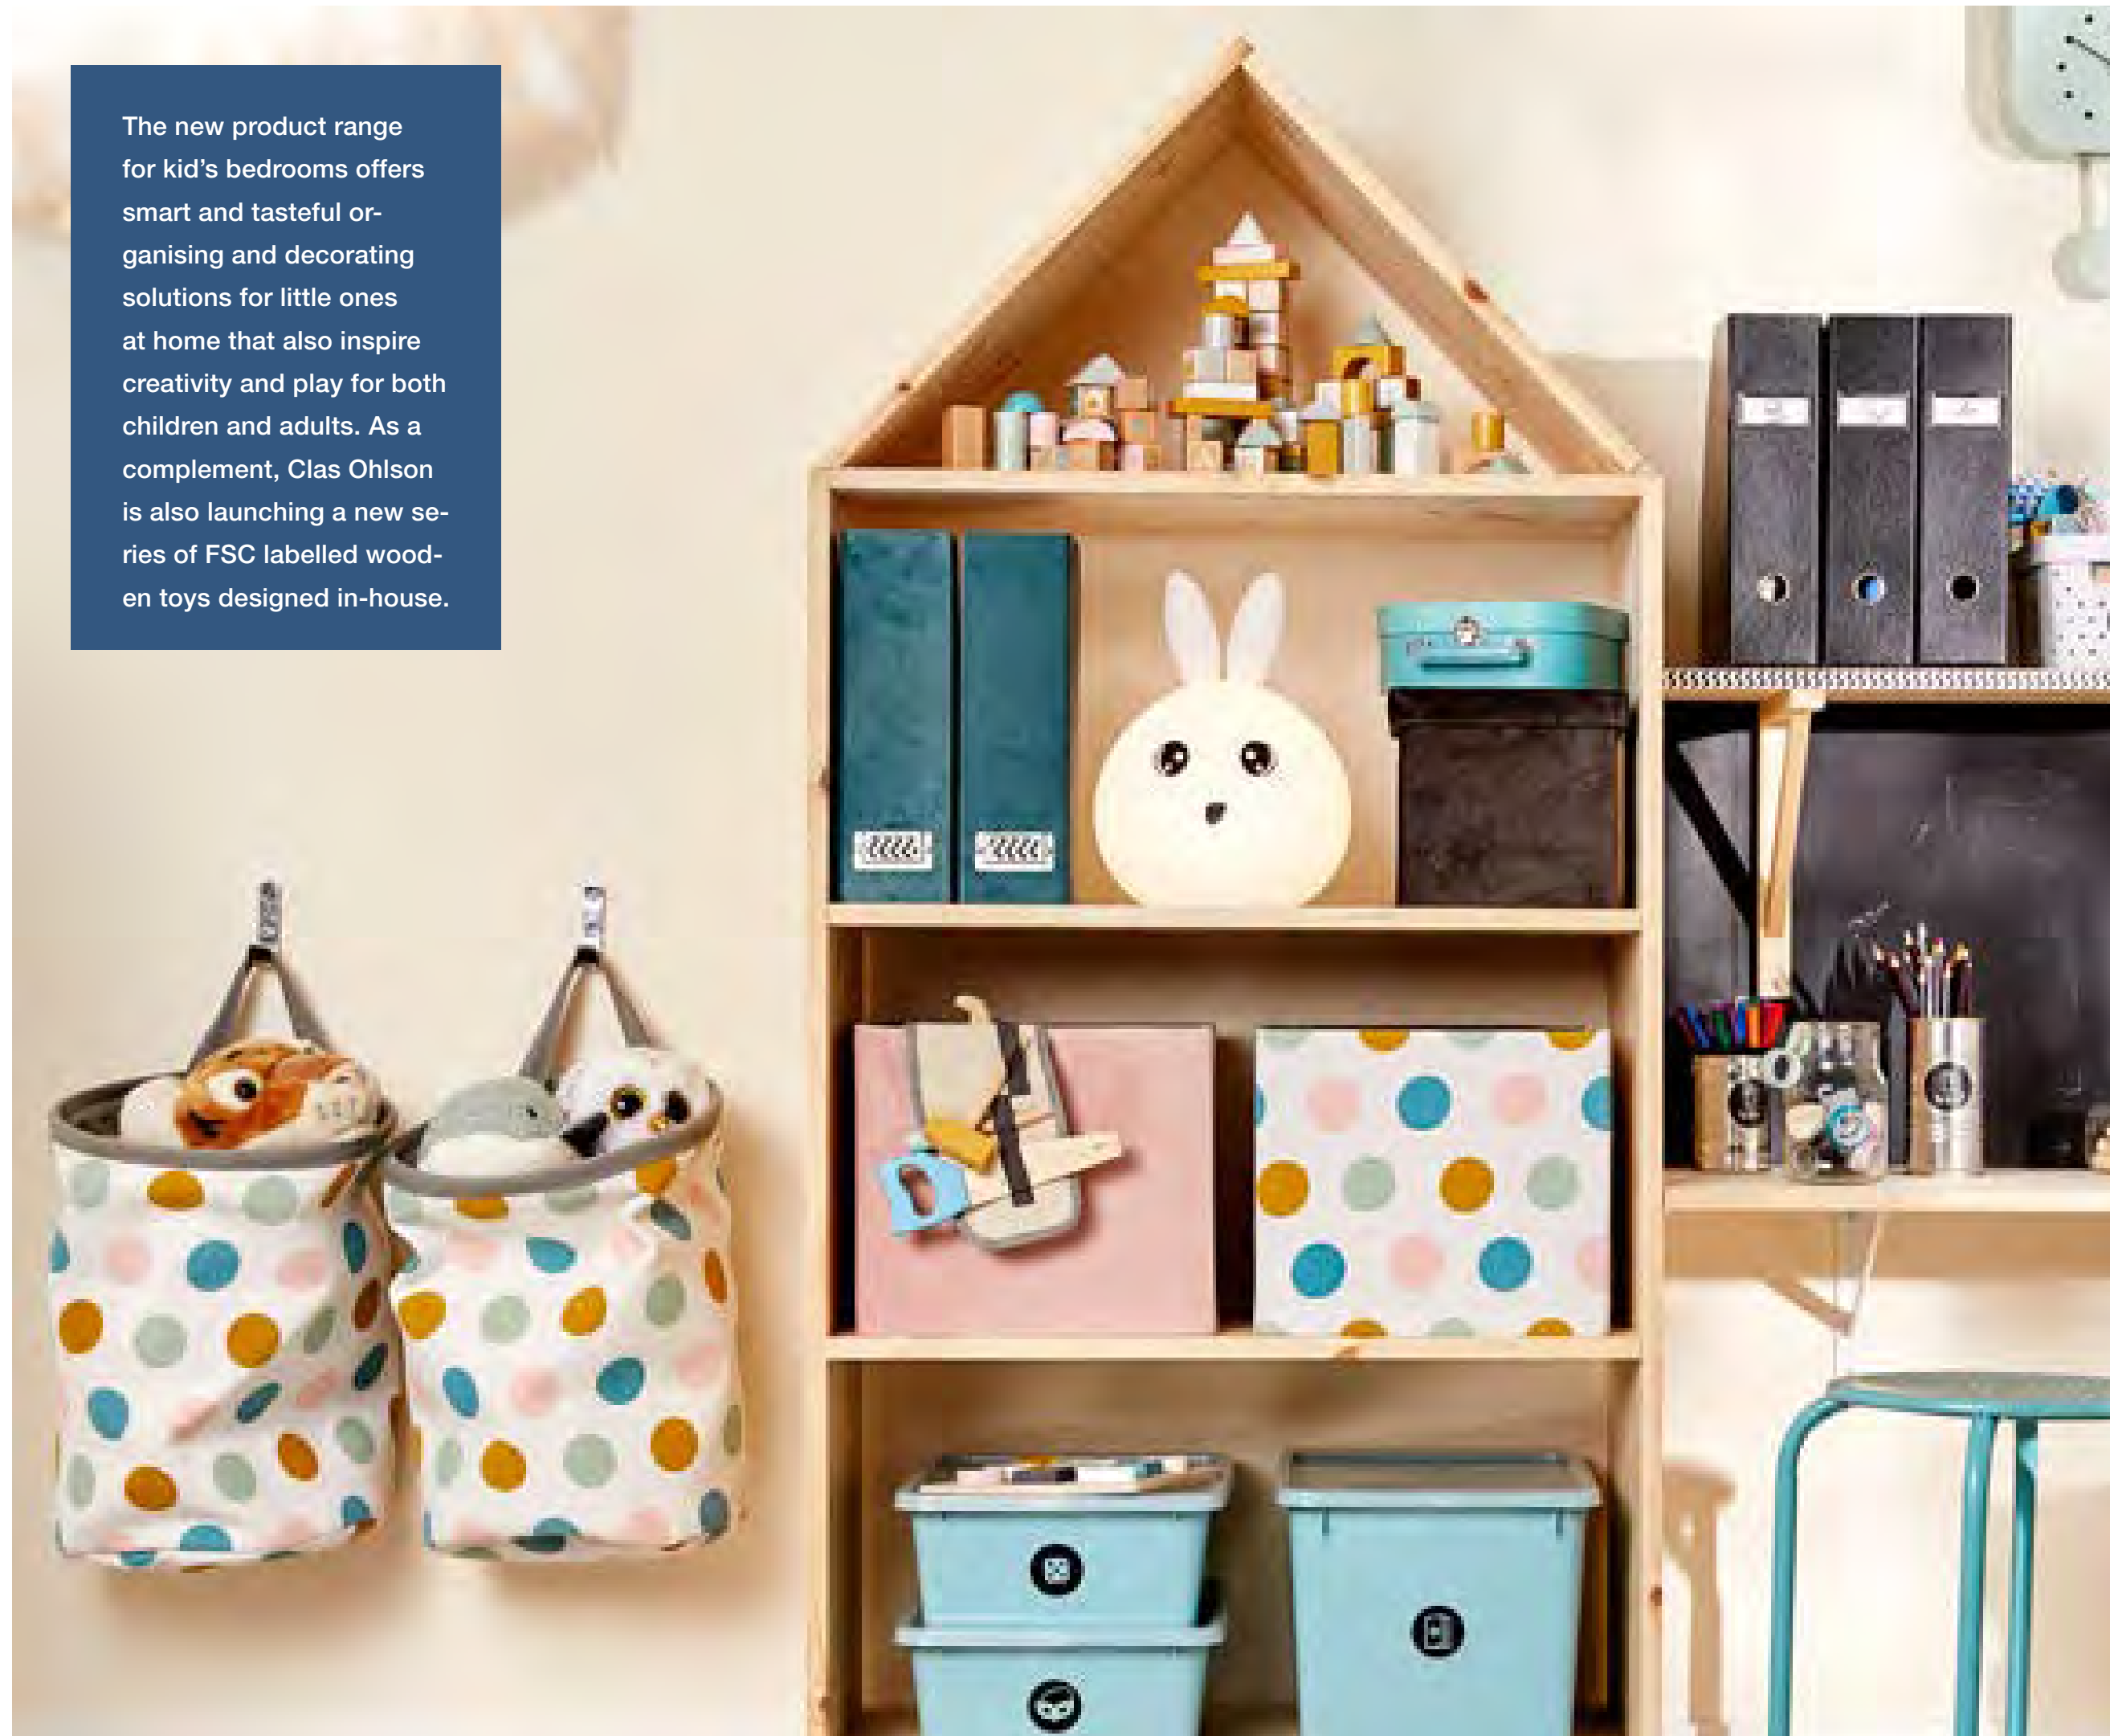 The new product range
for kid’s bedrooms offers
smart and tasteful or-
ganising and decorating
solutions for little ones
at home that also inspire
creativity and play for both
children and adults. As a
complement, Clas Ohlson
is also launching a new se-
ries of FSC labelled wood-
en toys designed in-house.